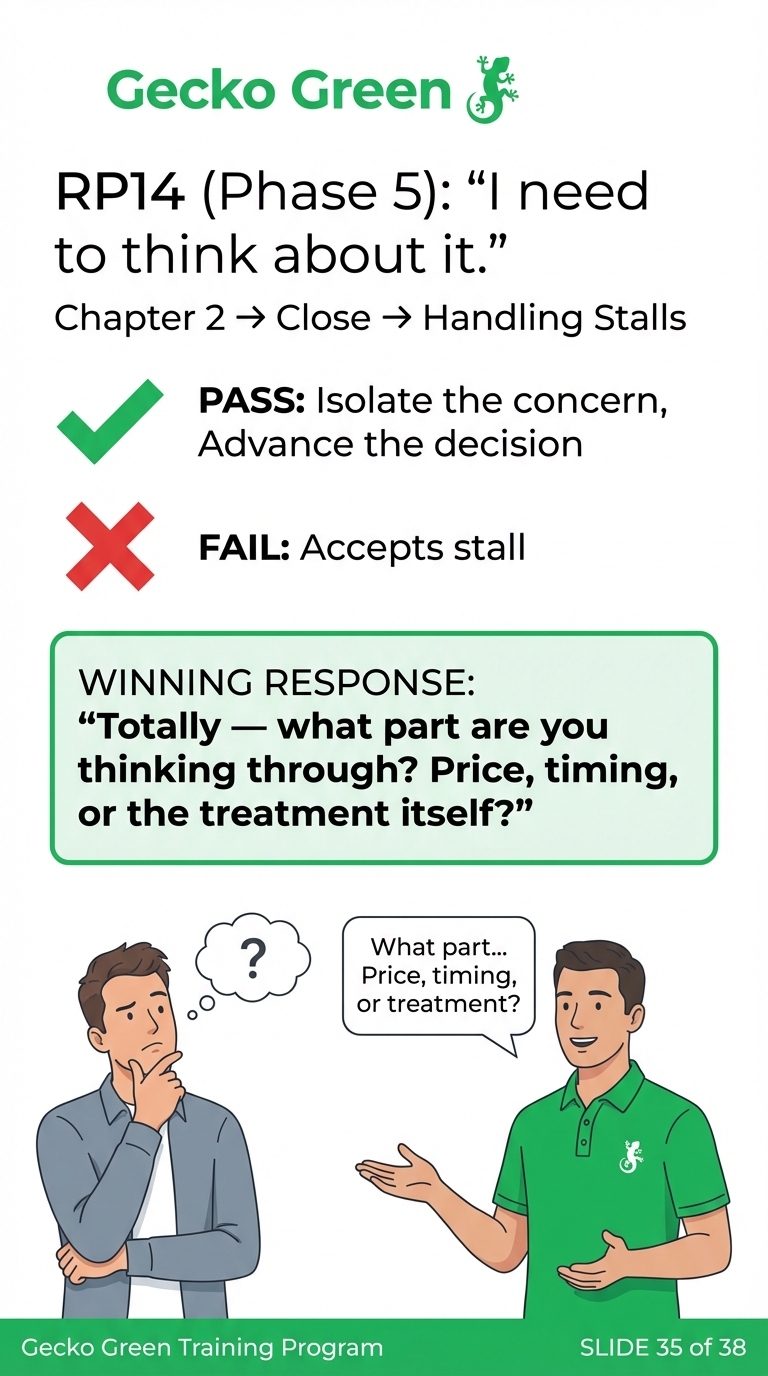 Gecko Green
RP14 (Phase 5): “I need
to think about it.”
Chapter 2 → Close → Handling Stalls
PASS: Isolate the concern,
Advance the decision
FAIL: Accepts stall
WINNING RESPONSE:
“Totally — what part are you
thinking through? Price, timing,
or the treatment itself?”
?
What part...
Price, timing,
or treatment?
Gecko Green Training Program
SLIDE 35 of 38